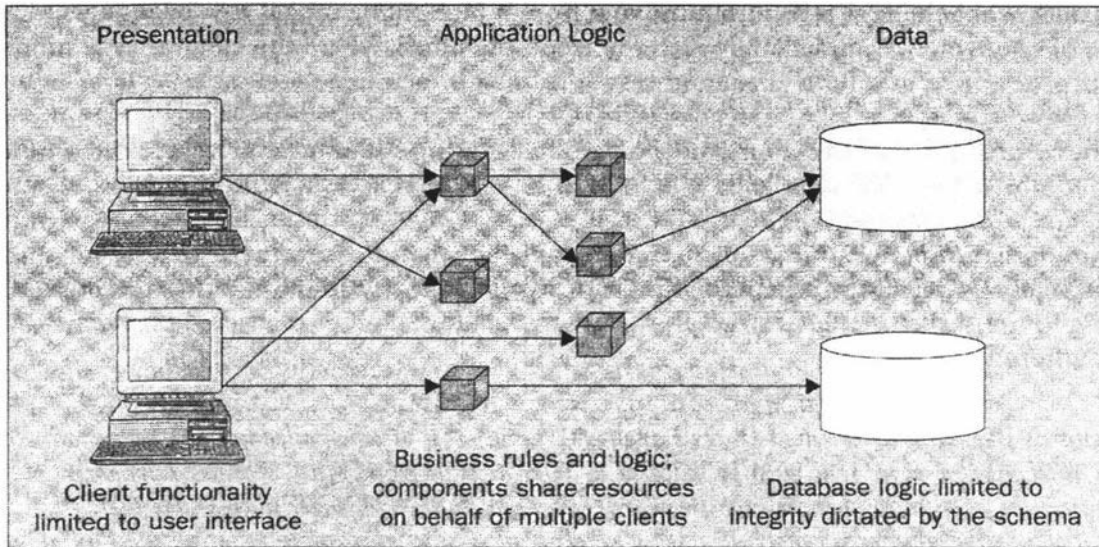 Presentation
Application Logic
Data
Client functionality
limited to user interface
Business rules and logic;
components share resources
on behalf of multiple clients
Database logic limited to
integrity dictated by the schema